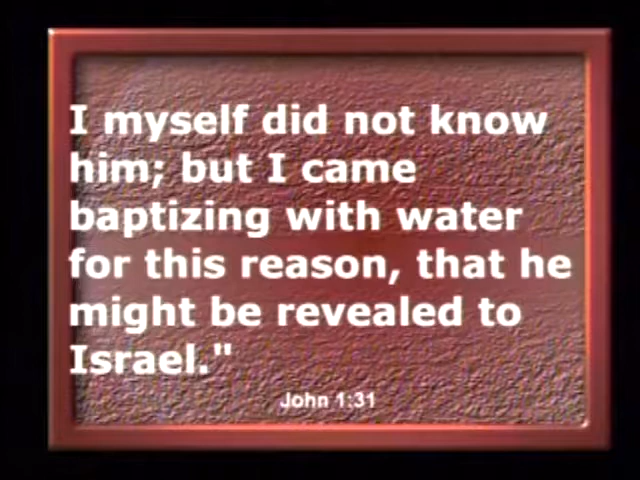 I myself did not know
him; but I came
baptizing with water
for this reason, that he
might be revealed to
Israel."
John 1:31